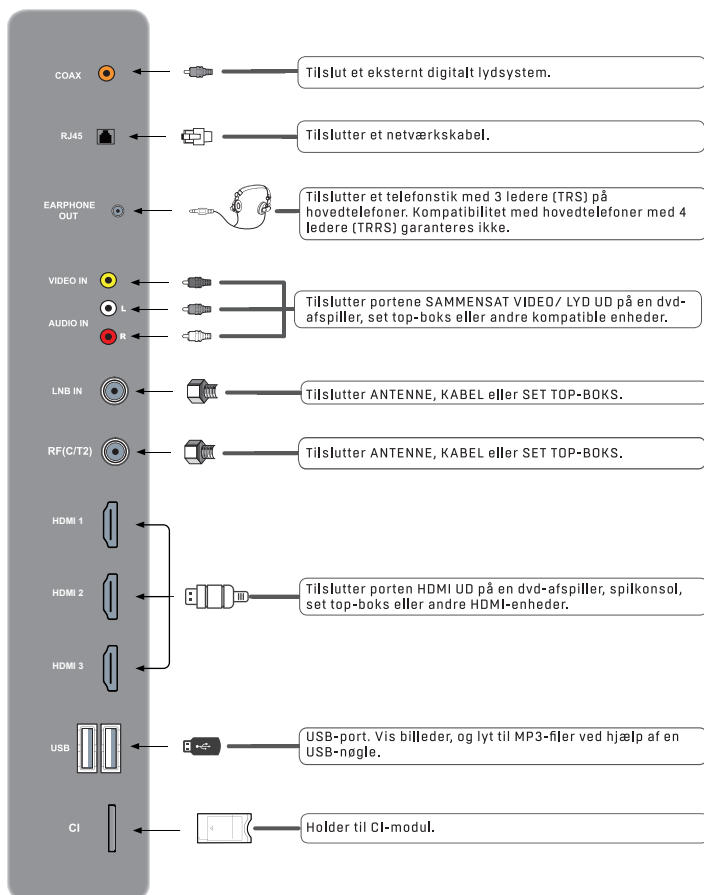 COAX
Tilslut et eksternt digitalt lydsystem.
RJ45
Tilslutter et netværkskabel.
EARPHONE
OUT
Tilslutter et telefonstik med 3 ledere (TRS) på
hovedtelefoner. Kompatibilitet med hovedtelefoner med 4
ledere (TRRS) garanteres ikke.
VIDEO IN
L
AUDIO IN
R
Tilslutter portene SAMMENSAT VIDEO/ LYD UD på en dvd-
afspiller, set top-boks eller andre kompatible enheder.
LNB IN
Tilslutter ANTENNE, KABEL eller SET TOP-BOKS.
RF(C/T2)
Tilslutter ANTENNE, KABEL eller SET TOP-BOKS.
HDMI 1
HDMI 2
Tilslutter porten HDMI UD på en dvd-afspiller, spilkonsol,
set top-boks eller andre HDMI-enheder.
HDMI 3
USB
USB-port. Vis billeder, og lyt til MP3-filer ved hjælp af en
USB-nøgle.
CI
Holder til CI-modul.